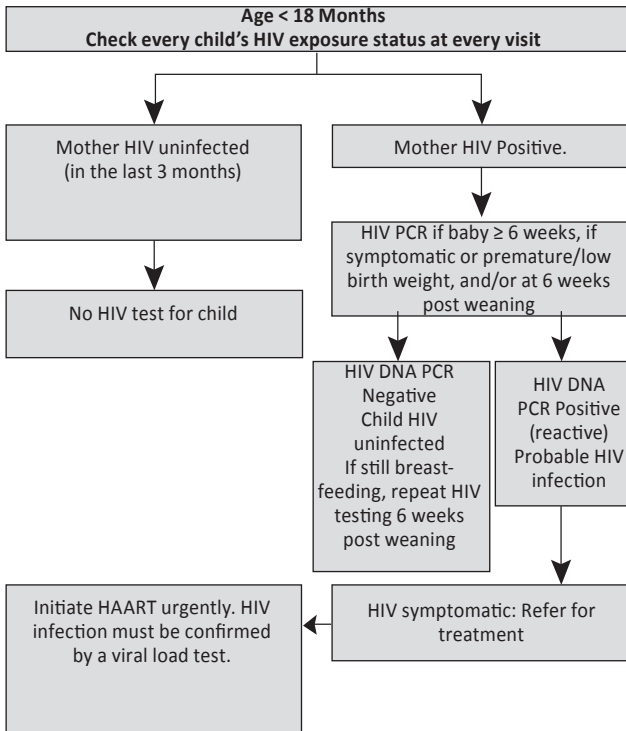 Age < 18 Months
Check every child's HIV exposure status at every visit
Mother HIV uninfected
(in the last 3 months)
Mother HIV Positive.
No HIV test for child
HIV PCR if baby ≥ 6 weeks, if
symptomatic or premature/low
birth weight, and/or at 6 weeks
post weaning
HIV DNA PCR
Negative
Child HIV
uninfected
If still breast-
feeding, repeat HIV
testing 6 weeks
post weaning
HIV DNA
PCR Positive
(reactive)
Probable HIV
infection
HIV symptomatic: Refer for
treatment
Initiate HAART urgently. HIV
infection must be confirmed
by a viral load test.